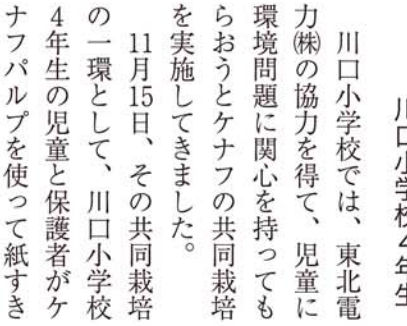 川口小学校4年生
川口小学校では、東北電
力㈱の協力を得て、児童に
環境問題に関心を持っても
らおうとケナフの共同栽培
を実施してきました。
11月15日、その共同栽培
の一環として、川口小学校
4年生の児童と保護者がケ
ナフパルプを使って紙すき